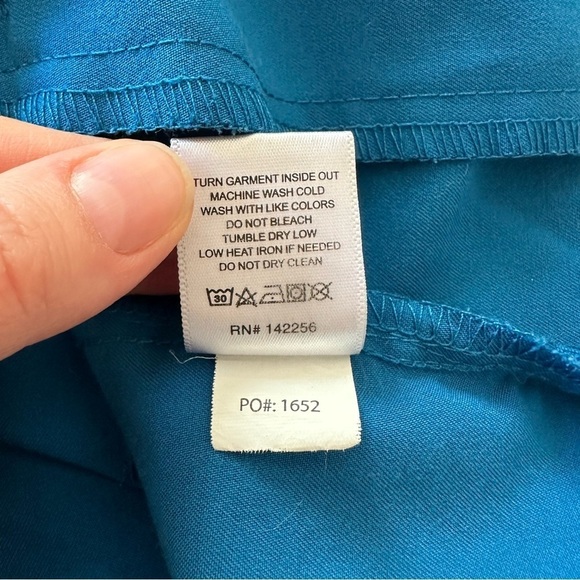 TURN GARMENT INSIDE OUT
MACHINE WASH COLD
WASH WITH LIKE COLORS
DO NOT BLEACH
TUMBLE DRY LOW
LOW HEAT IRON IF NEEDED
DO NOT DRY CLEAN
30
RN# 142256
PO#: 1652